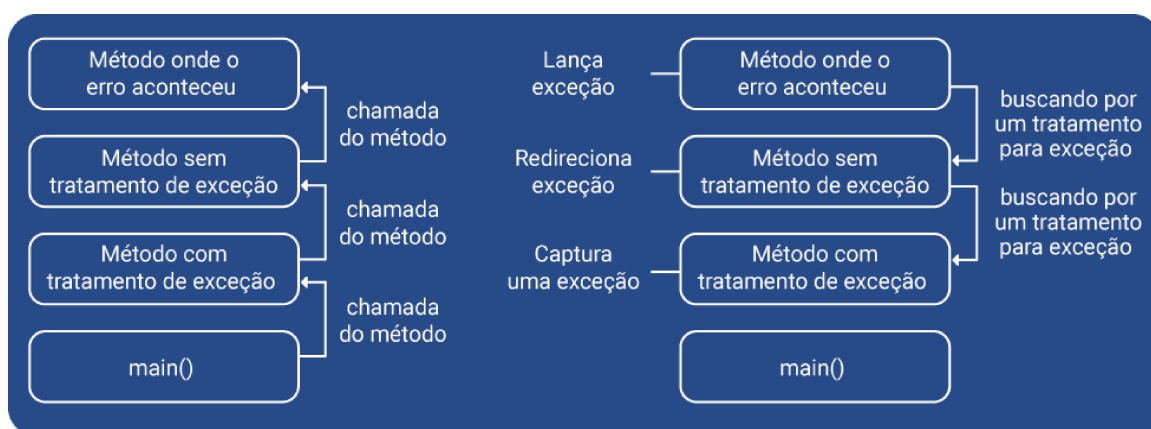 Método onde o
erro aconteceu
chamada
do método
Método sem
tratamento de exceção
chamada
do método
Método com
tratamento de exceção
chamada
do método
main()
Lança
exceção
Método onde o
erro aconteceu
buscando por
um tratamento
para exceção
Redireciona
exceção
Método sem
tratamento de exceção
buscando por
um tratamento
para exceção
Captura
uma exceção
Método com
tratamento de exceção
main()